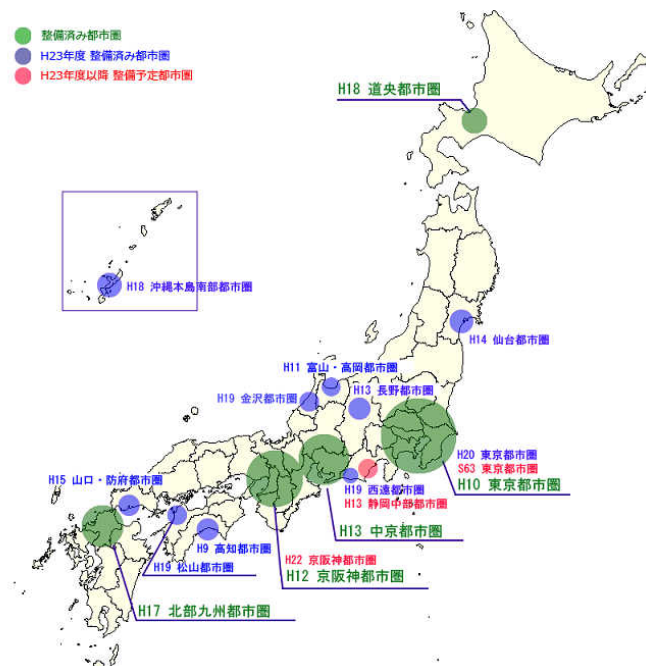 整備済み都市圏
H23年度 整備済み都市圏
H23年度以降 整備予定都市圏
H18 道央都市圏
H18 沖縄本島南部都市圏
H14 仙台都市圏
H11 富山・高岡都市圏
H13 長野都市圏
H19 金沢都市圏
H20 東京都市圏
S63 東京都市圏
H10 東京都市圏
H15 山口・防府都市圏
H19 西遠都市圏
H13 静岡中部都市圏
H13 中京都市圏
H9 高知都市圏
H22 京阪神都市圏
H19 松山都市圏
H12 京阪神都市圏
H17 北部九州都市圏